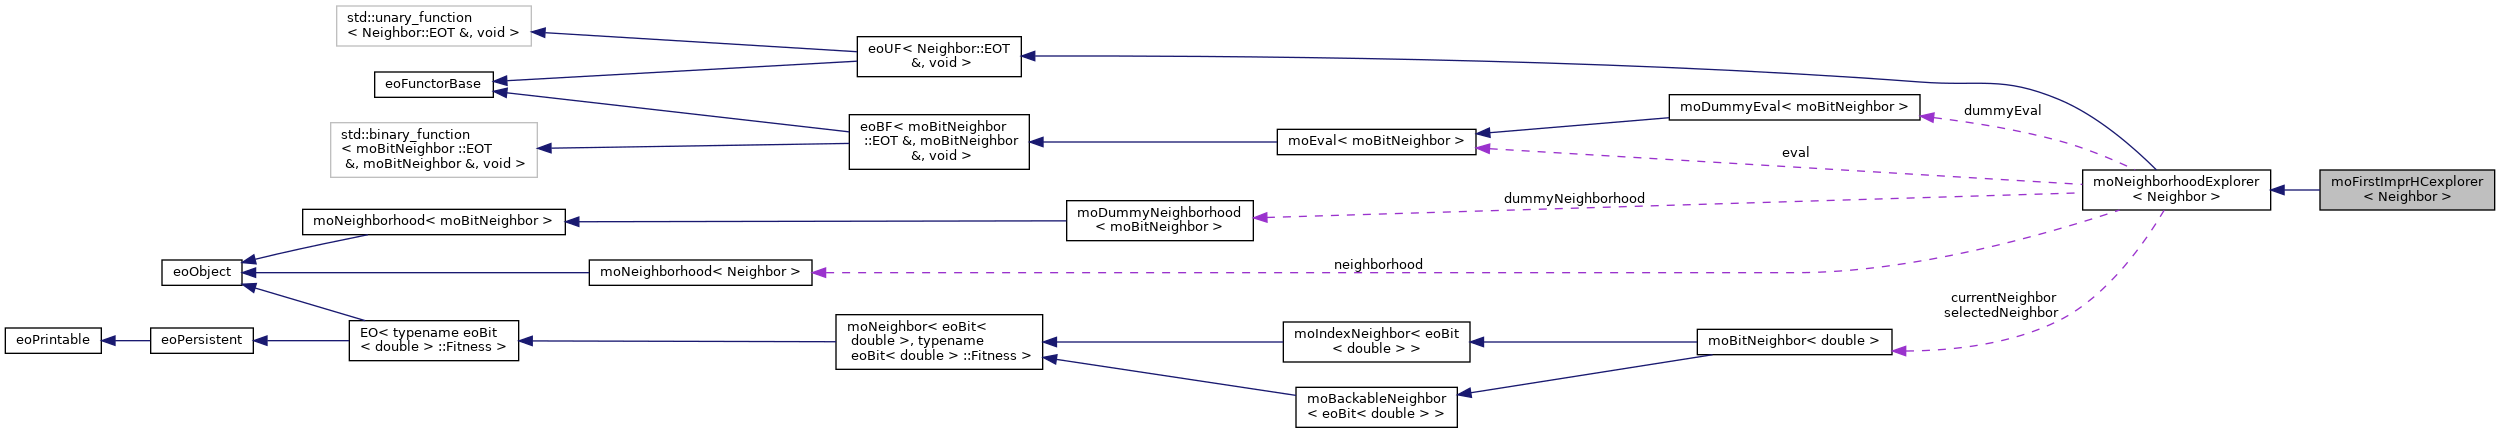 std::unary_function
< Neighbor::EOT &, void >
eoFunctorBase
std::binary_function
< moBitNeighbor ::EOT
&, moBitNeighbor &, void >
eoUF< Neighbor::EOT
&, void >
eoBF< moBitNeighbor
::EOT &, moBitNeighbor
&, void >
moEval< moBitNeighbor >
moDummyEval< moBitNeighbor >
dummyEval
eval
moNeighborhoodExplorer
< Neighbor >
moFirstImprHCexplorer
< Neighbor >
moNeighborhood< moBitNeighbor >
moDummyNeighborhood
< moBitNeighbor >
dummyNeighborhood
eoObject
moNeighborhood< Neighbor >
neighborhood
eoPrintable
eoPersistent
EO< typename eoBit
< double > ::Fitness >
moNeighbor< eoBit<
double >, typename
eoBit< double > ::Fitness >
moIndexNeighbor< eoBit
< double > >
moBackableNeighbor
< eoBit< double > >
moBitNeighbor< double >
currentNeighbor
selectedNeighbor